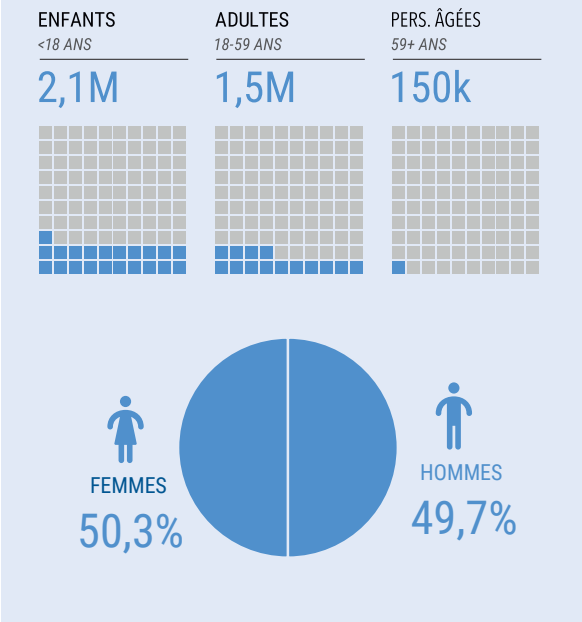 ENFANTS
<18 ANS
2,1M
ADULTES
18-59 ANS
1,5M
PERS. ÂGÉES
59+ ANS
150k
FEMMES
50,3%
HOMMES
49,7%